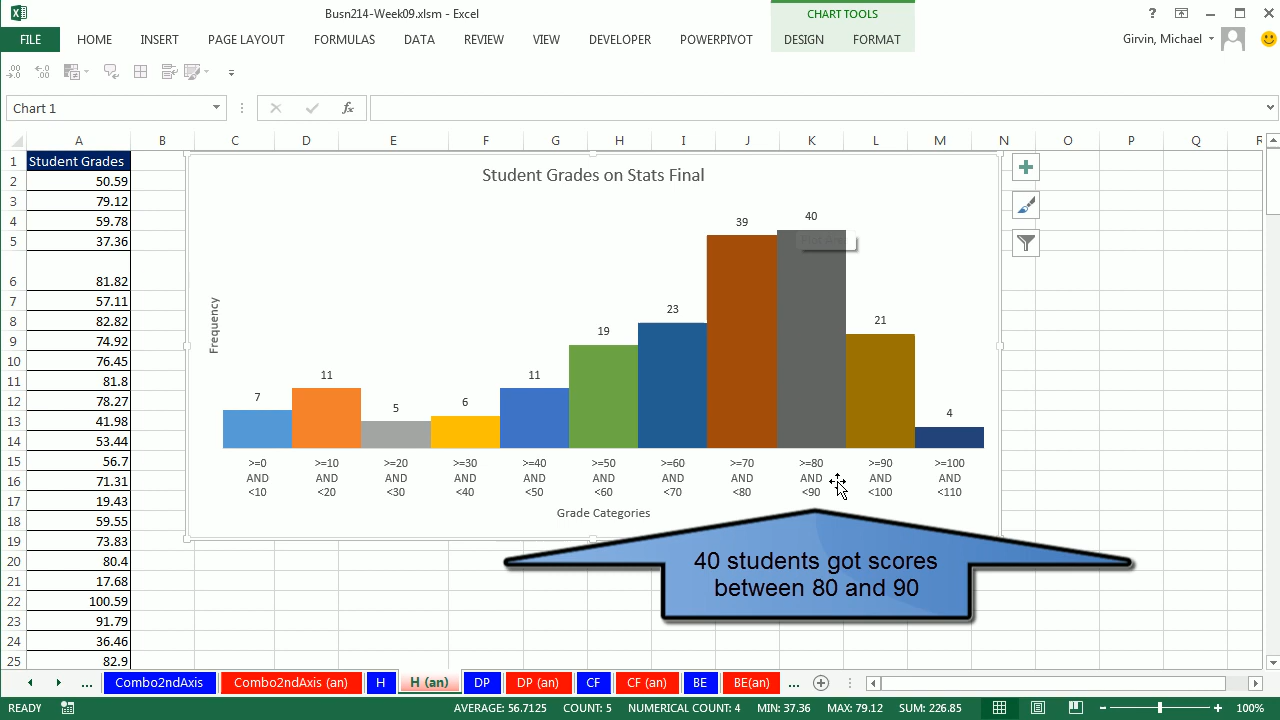 Busn214-Week09.xlsm - Excel
CHART TOOLS
?
FILE HOME INSERT PAGE LAYOUT FORMULAS DATA REVIEW VIEW DEVELOPER POWERPIVOT DESIGN FORMAT Girvin, Michael
Chart 1 fx
A B C D E F G H I J K L M N O P Q R
1 Student Grades
2 50.59
3 79.12
4 59.78
5 37.36
6 81.82
7 57.11
8 82.82
9 74.92
10 76.45
11 81.8
12 78.27
13 41.98
14 53.44
15 56.7
16 71.31
17 19.43
18 59.55
19 73.83
20 80.4
21 17.68
22 100.59
23 91.79
24 36.46
25 82.9
Student Grades on Stats Final
Frequency
7 11 5 6 11 19 23 39 40 21 4
>=0 >=10 >=20 >=30 >=40 >=50 >=60 >=70 >=80 >=90 >=100
AND AND AND AND AND AND AND AND AND AND AND
<10 <20 <30 <40 <50 <60 <70 <80 <90 <100 <110
Grade Categories
40 students got scores
between 80 and 90
... Combo2ndAxis Combo2ndAxis (an) H H (an) DP DP (an) CF CF (an) BE BE(an) ...
READY AVERAGE: 56.7125 COUNT: 5 NUMERICAL COUNT: 4 MIN: 37.36 MAX: 79.12 SUM: 226.85 100%